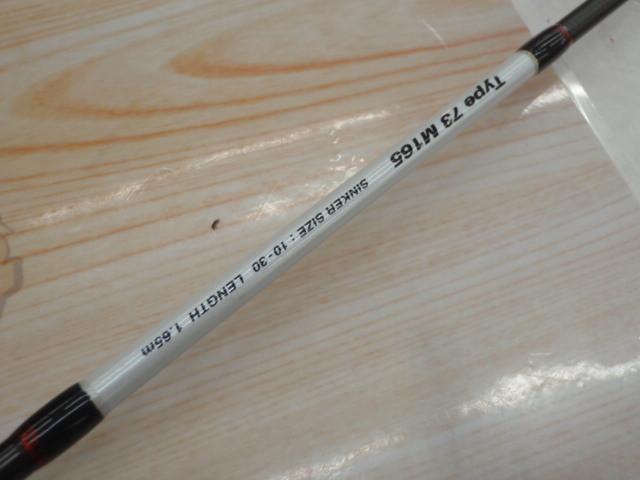 Type 73 M165
SINKER SIZE : 10-30 LENGTH 1.65m